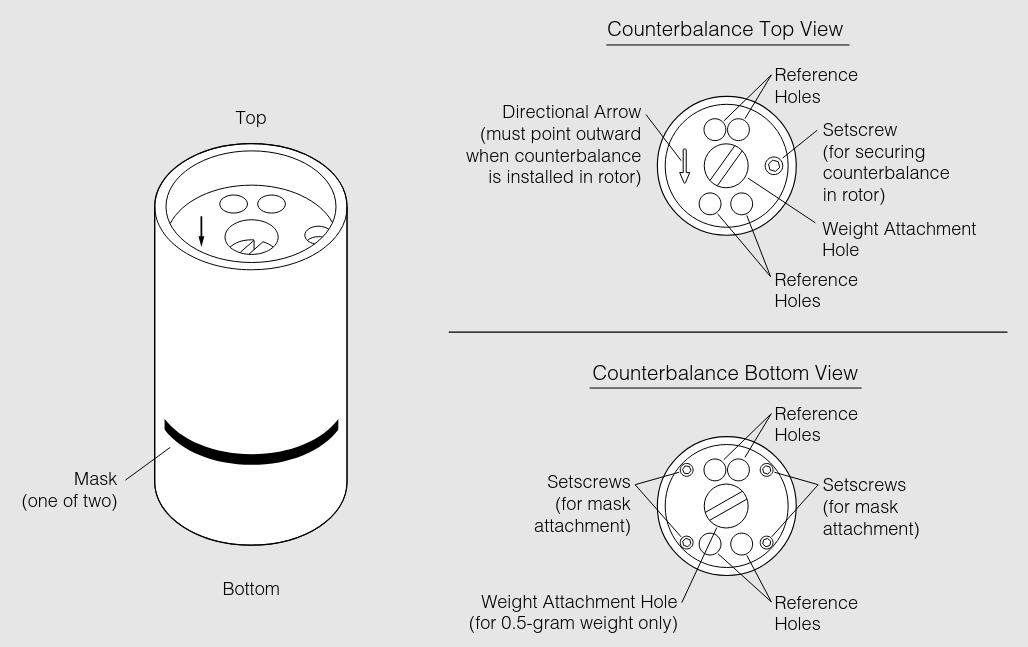 Top
Mask
(one of two)
Bottom
Counterbalance Top View
Reference
Holes
Directional Arrow
(must point outward
when counterbalance
is installed in rotor)
Setscrew
(for securing
counterbalance
in rotor)
Weight Attachment
Hole
Reference
Holes
Counterbalance Bottom View
Reference
Holes
Setscrews
(for mask
attachment)
Setscrews
(for mask
attachment)
Weight Attachment Hole
(for 0.5-gram weight only)
Reference
Holes